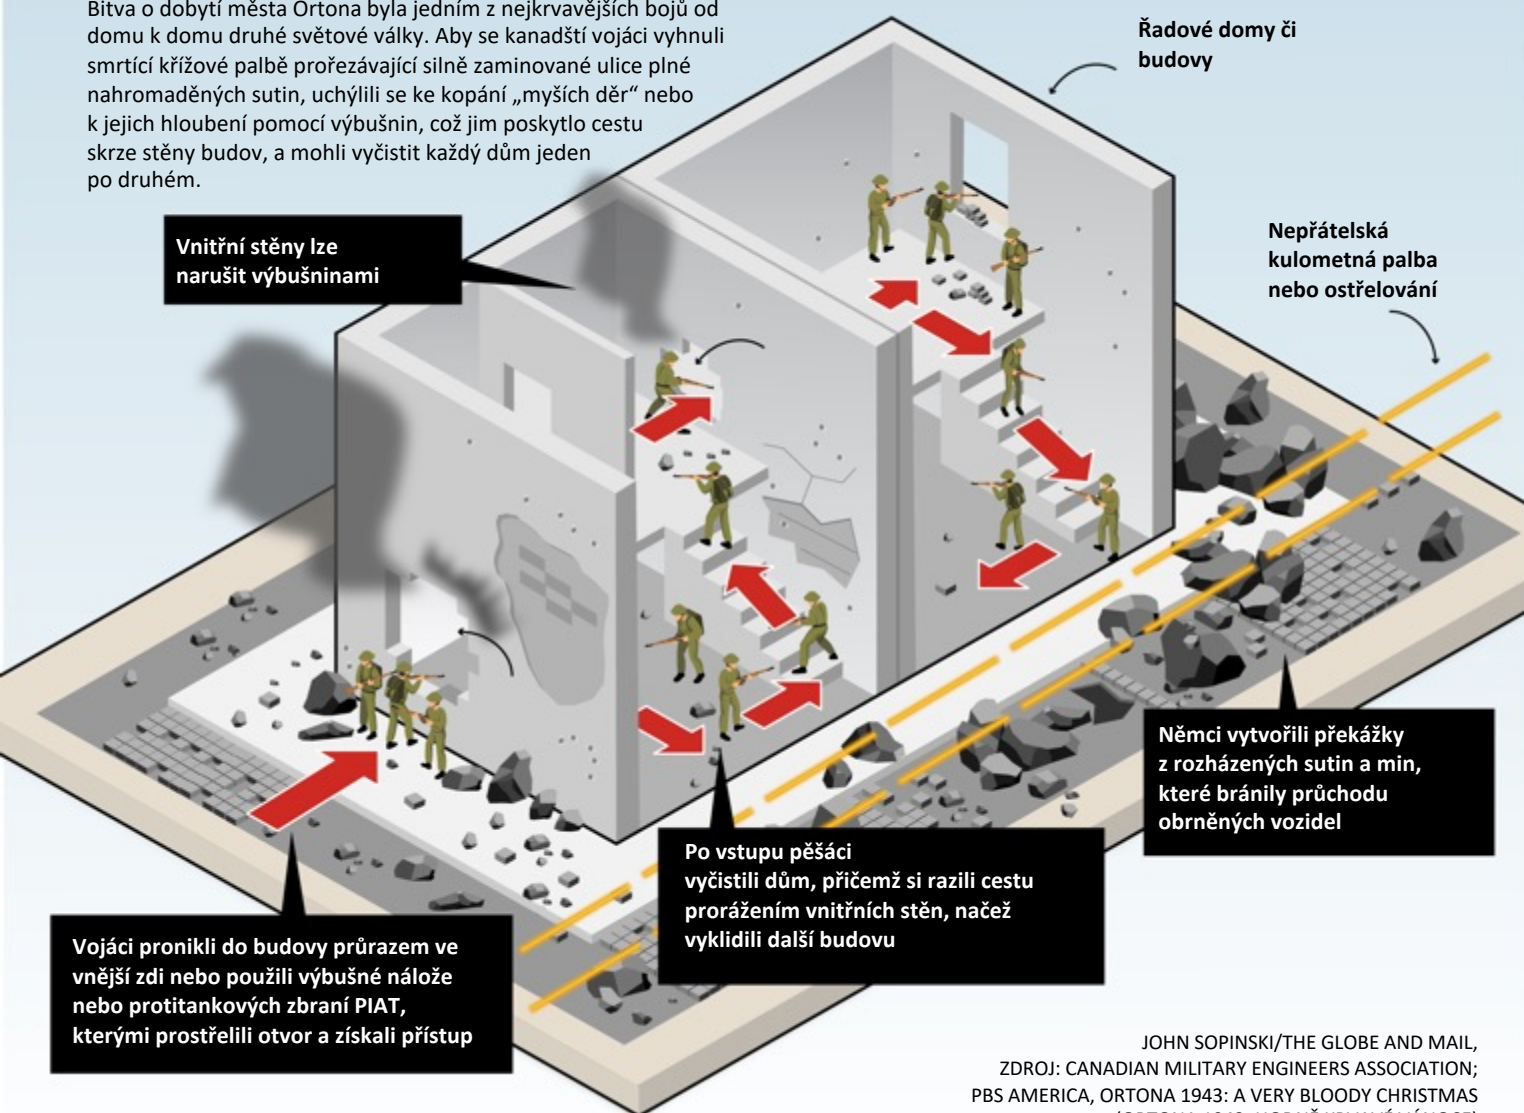 Bitva o dobytí města Ortona byla jedním z nejkrvavějších bojů od
domu k domu druhé světové války. Aby se kanadští vojáci vyhnuli
smrtící křížové palbě prořezávající silně zaminované ulice plné
nahromaděných sutin, uchýlili se ke kopání „myších děr“ nebo
k jejich hloubení pomocí výbušnin, což jim poskytlo cestu
skrze stěny budov, a mohli vyčistit každý dům jeden
po druhém.
Řadové domy či
budovy
Vnitřní stěny lze
narušit výbušninami
Nepřátelská
kulometná palba
nebo ostřelování
Němci vytvořili překážky
z rozházených sutin a min,
které bránily průchodu
obrněných vozidel
Po vstupu pěšáci
vyčistili dům, přičemž si razili cestu
prorážením vnitřních stěn, načež
vyklidili další budovu
Vojáci pronikli do budovy průrazem ve
vnější zdi nebo použili výbušné nálože
nebo protitankových zbraní PIAT,
kterými prostřelili otvor a získali přístup
JOHN SOPINSKI/THE GLOBE AND MAIL,
ZDROJ: CANADIAN MILITARY ENGINEERS ASSOCIATION;
PBS AMERICA, ORTONA 1943: A VERY BLOODY CHRISTMAS